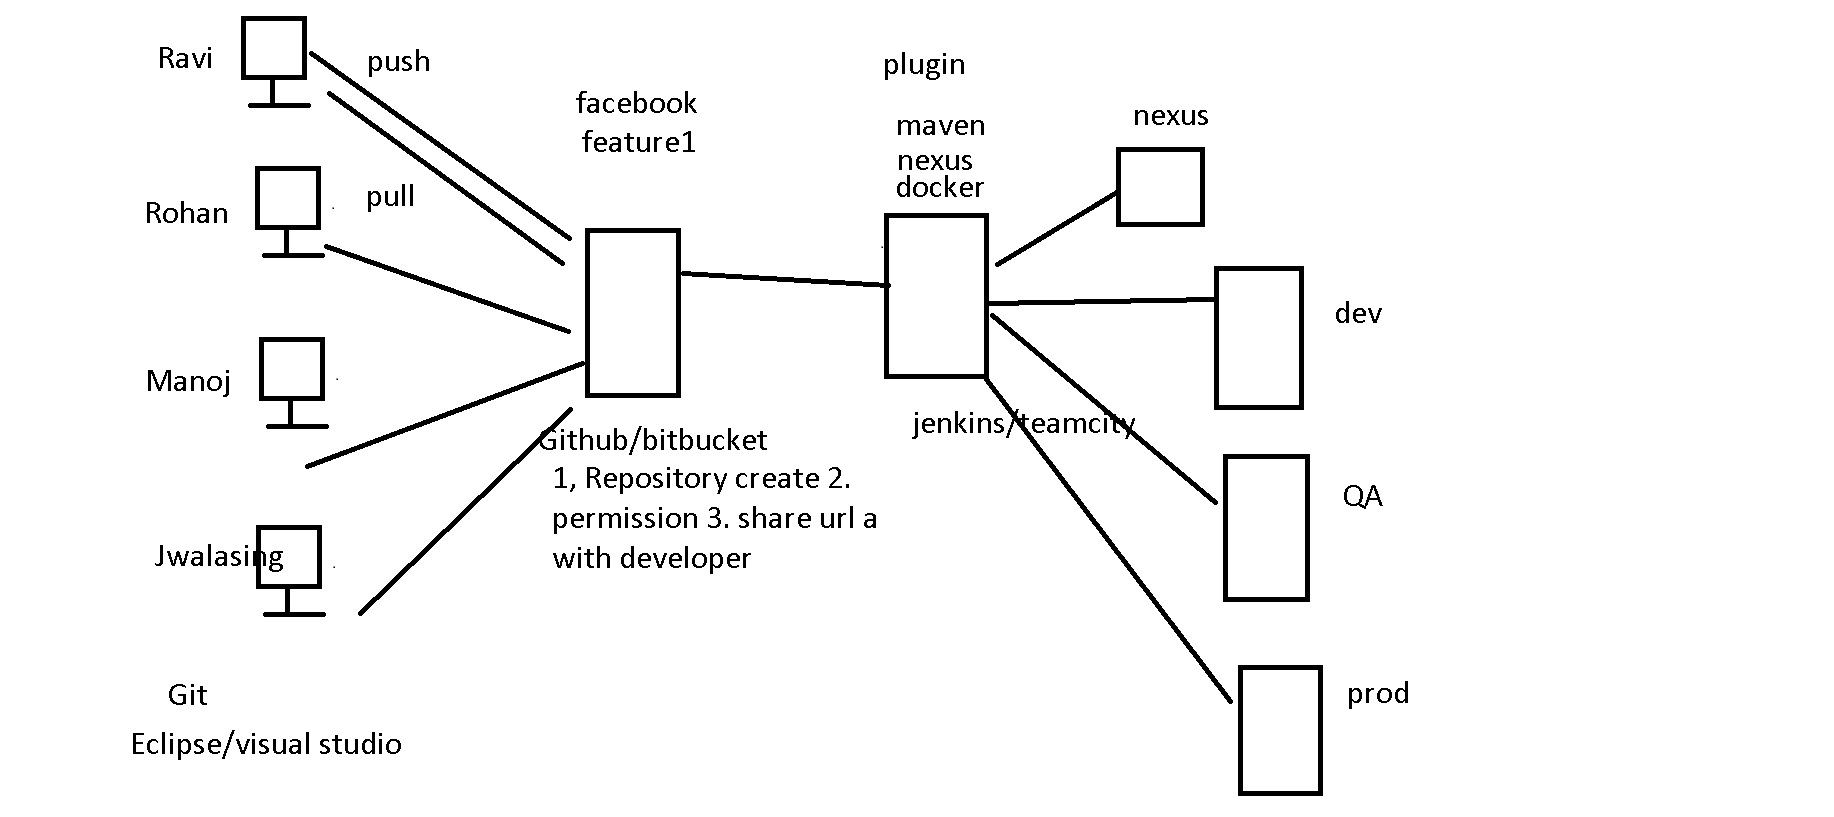 Ravi
push
facebook
feature1
plugin
maven
nexus
docker
nexus
Rohan
pull
Manoj
dev
Github/bitbucket
1, Repository create 2.
permission 3. share url a
with developer
jenkins/teamcity
QA
Jwalasing
Git
Eclipse/visual studio
prod